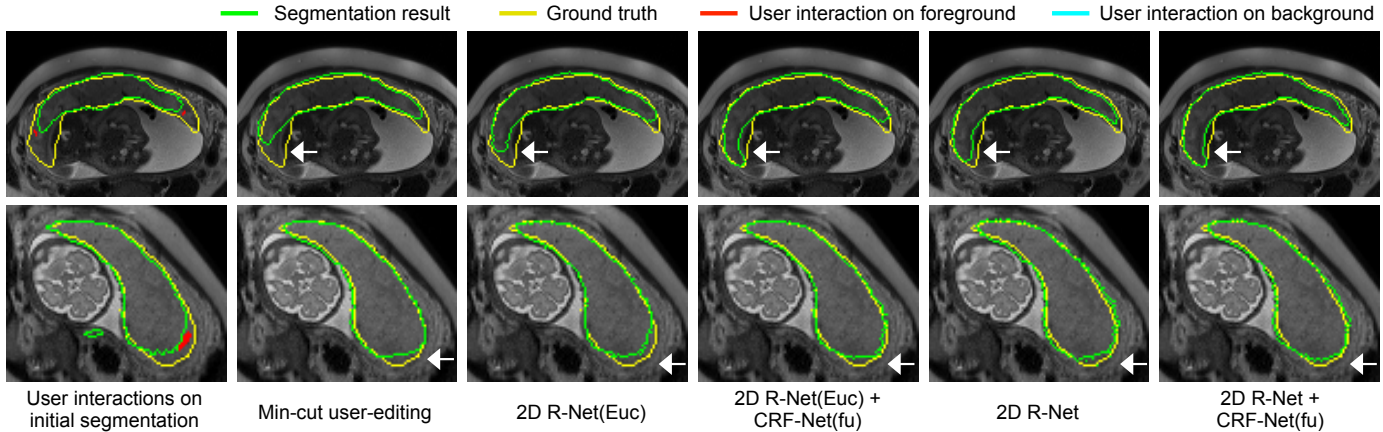 Segmentation result
Ground truth
User interaction on foreground
User interaction on background
User interactions on
initial segmentation
Min-cut user-editing
2D R-Net(Euc)
2D R-Net(Euc) +
CRF-Net(fu)
2D R-Net
2D R-Net +
CRF-Net(fu)